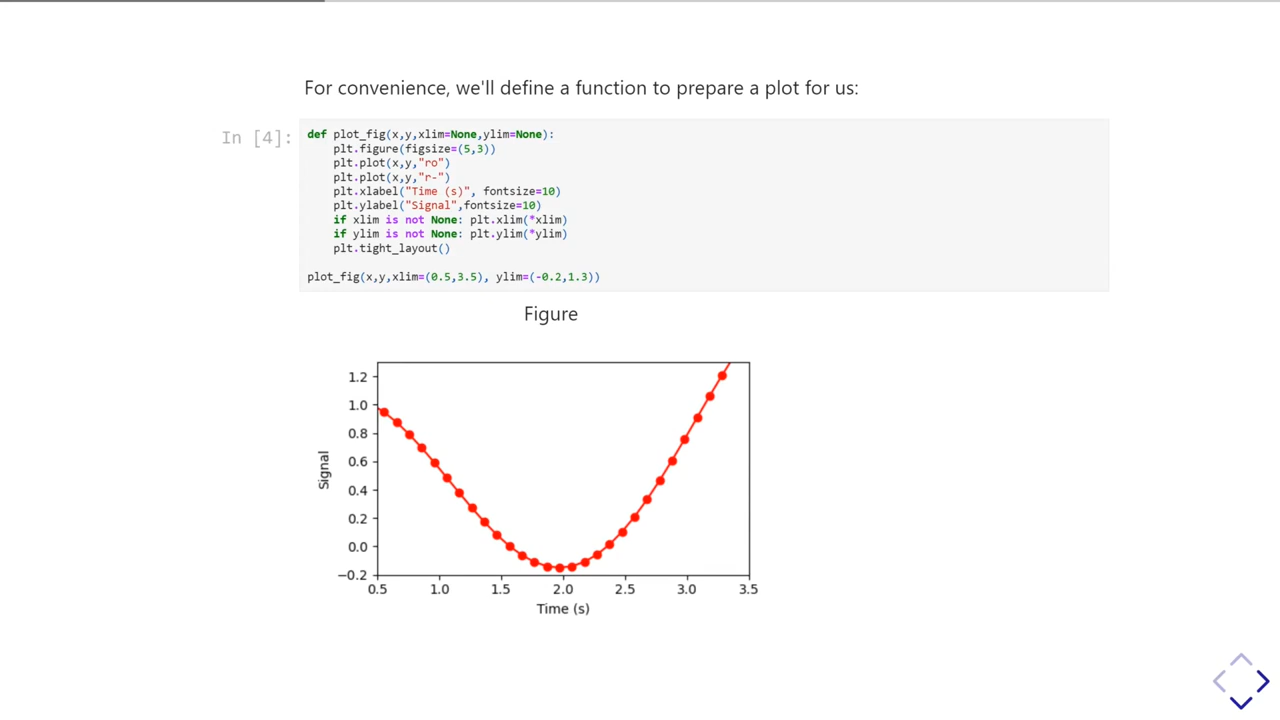 For convenience, we'll define a function to prepare a plot for us:
In [4]:
def plot_fig(x,y,xlim=None,ylim=None):
    plt.figure(figsize=(5,3))
    plt.plot(x,y,"ro")
    plt.plot(x,y,"r-")
    plt.xlabel("Time (s)", fontsize=10)
    plt.ylabel("Signal",fontsize=10)
    if xlim is not None: plt.xlim(*xlim)
    if ylim is not None: plt.ylim(*ylim)
    plt.tight_layout()
plot_fig(x,y,xlim=(0.5,3.5), ylim=(-0.2,1.3))
Figure
1.2
1.0
0.8
0.6
0.4
0.2
0.0
−0.2
Signal
0.5 1.0 1.5 2.0 2.5 3.0 3.5
Time (s)